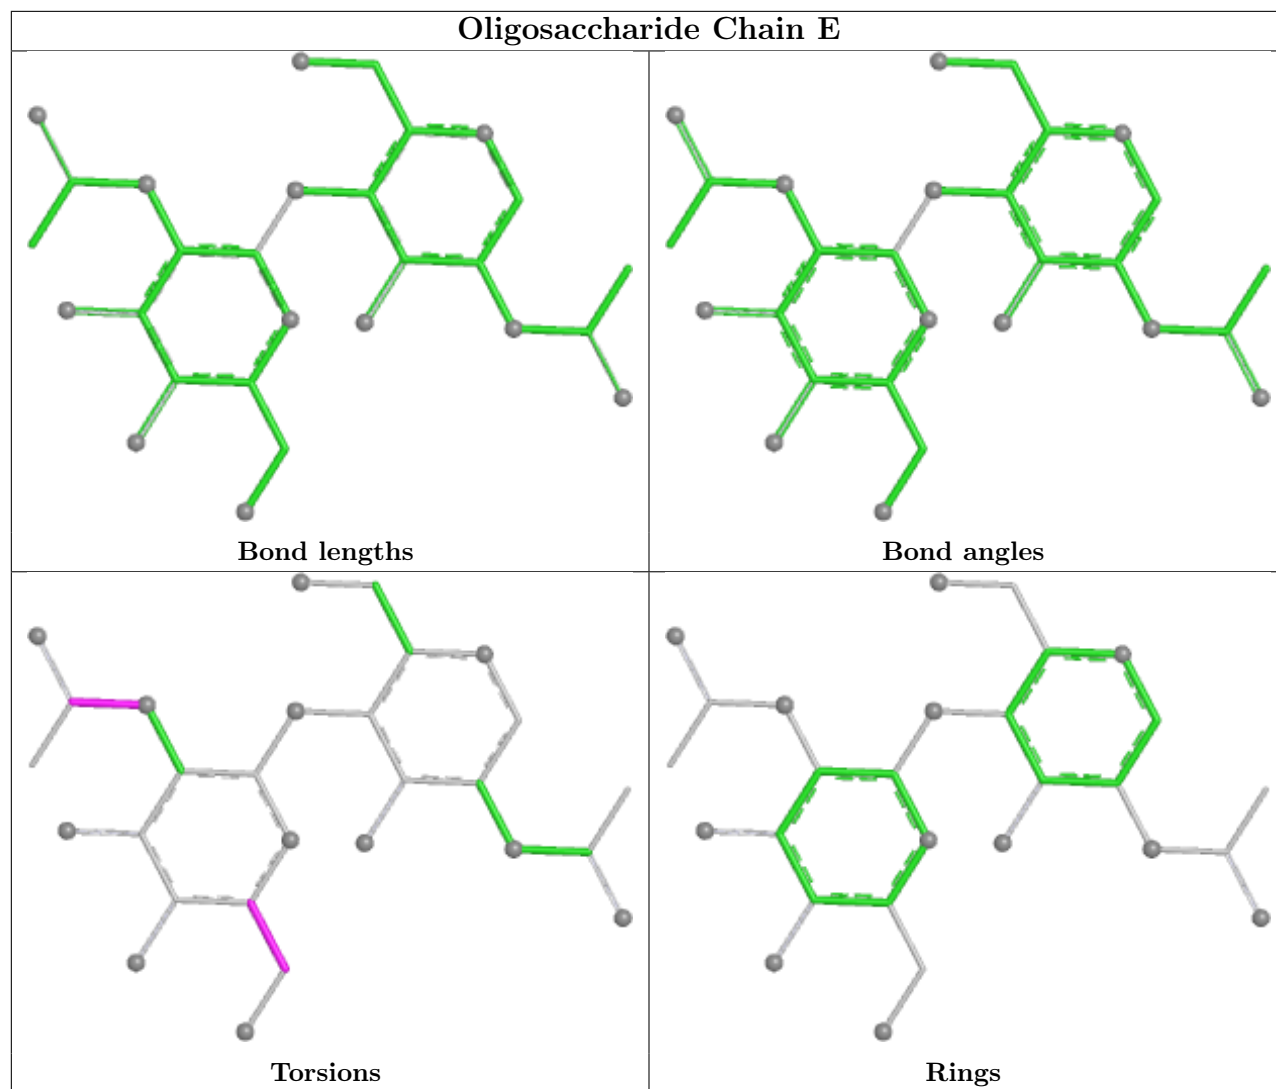 Oligosaccharide Chain E
Bond lengths
Bond angles
Torsions
Rings